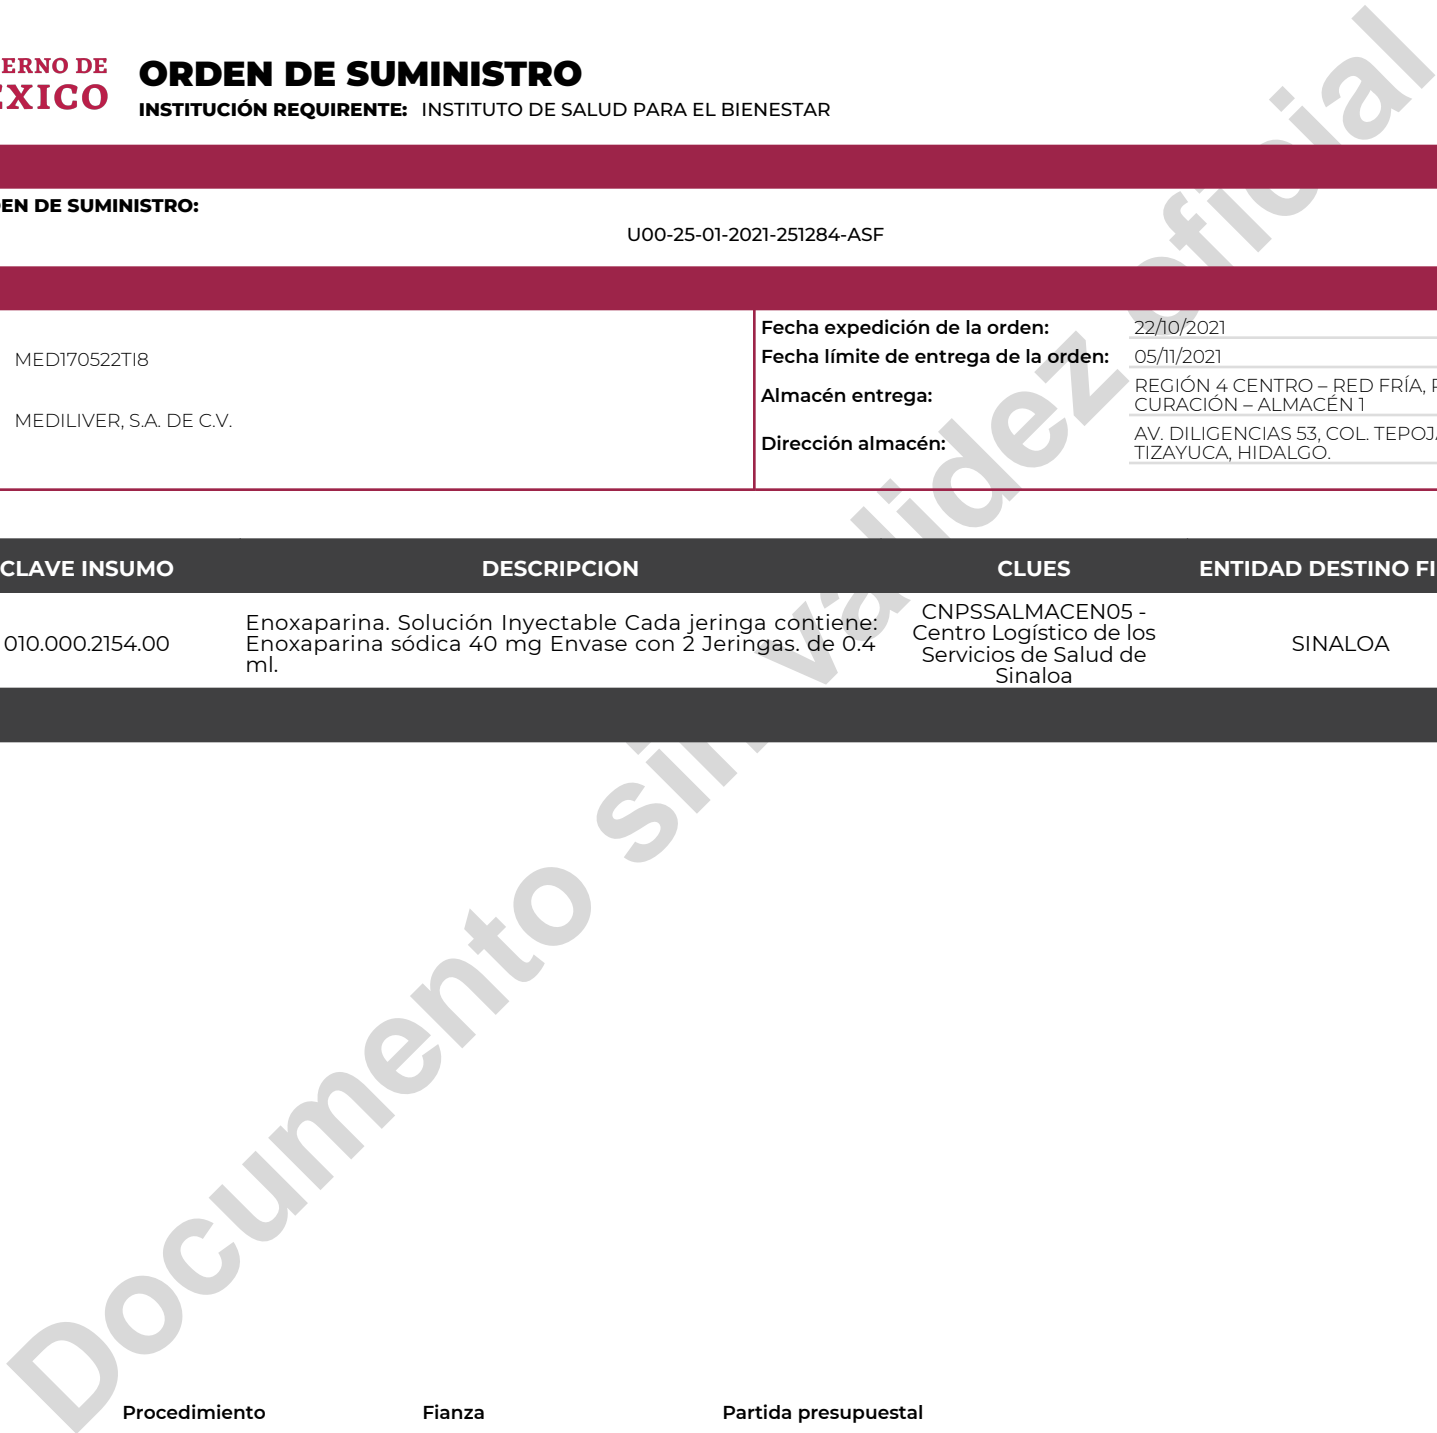 ERNO DE
EXICO
ORDEN DE SUMINISTRO
INSTITUCIÓN REQUIRENTE: INSTITUTO DE SALUD PARA EL BIENESTAR
EN DE SUMINISTRO:
U00-25-01-2021-251284-ASF
MED170522TI8
MEDILIVER, S.A. DE C.V.
Fecha expedición de la orden: 22/10/2021
Fecha límite de entrega de la orden: 05/11/2021
Almacén entrega:
REGIÓN 4 CENTRO – RED FRÍA,
CURACIÓN – ALMACÉN 1
Dirección almacén:
AV. DILIGENCIAS 53, COL. TEPOJA
TIZAYUCA, HIDALGO.
CLAVE INSUMO DESCRIPCION CLUES ENTIDAD DESTINO FI
010.000.2154.00
Enoxaparina. Solución Inyectable Cada jeringa contiene:
Enoxaparina sódica 40 mg Envase con 2 Jeringas. de 0.4
ml.
CNPSSALMACEN05 -
Centro Logístico de los
Servicios de Salud de
Sinaloa
SINALOA
Documento sin validez oficial
Procedimiento Fianza Partida presupuestal